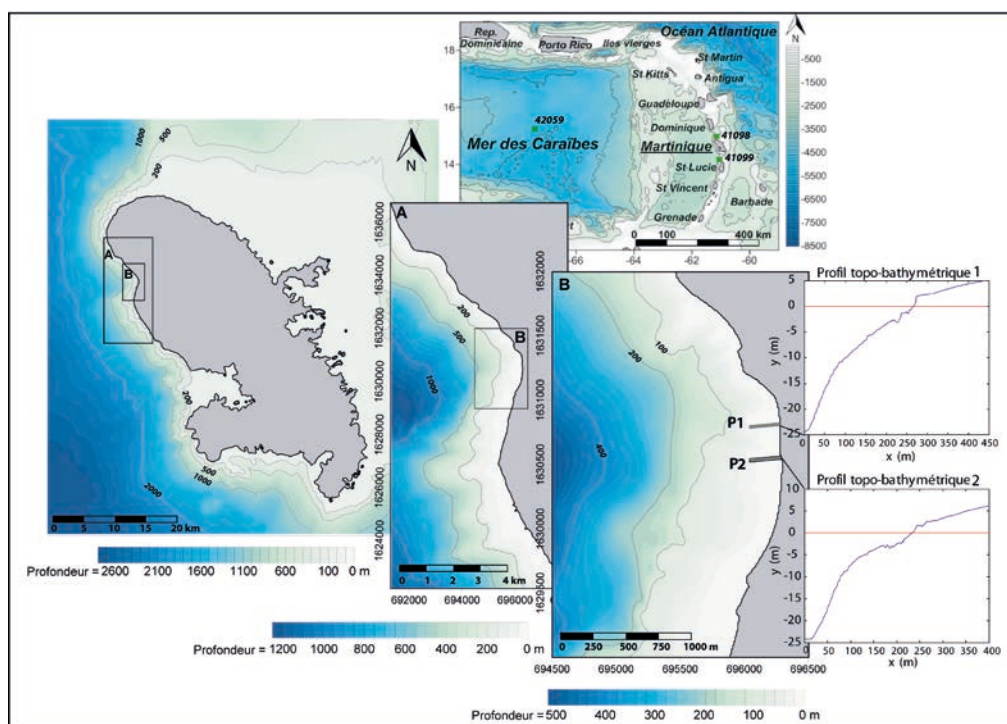 Océan Atlantique
N
Rep.
Dominicaine
Porto Rico
Iles vierges
St Martin
St Kitts
Antigua
Guadeloupe
42059
Dominique
41098
Mer des Caraïbes
Martinique
41099
St Lucie
St Vincent
Barbade
Grenade
et
0 100 400 km
18
16
14
-66 -64 -62 -60
-500
-1500
-2500
-3500
-4500
-5500
-6500
-7500
-8500
1000
500
200
N
A
B
200
500
1000
2000
0 5 10 15 20 km
2600 2100 1600 1100 600 100 0 m
Profondeur =
A
1636000
1634000
1632000
1630000
1628000
1626000
1624000
200
500
1000
B
0 1 2 3 4 km
692000 694000 696000
Profondeur =
1200 1000 800 600 400 200 0 m
B
1632000
1631500
1631000
1630500
1630000
1629500
100
200
400
P1
P2
0 250 500 750 1000 m
694500 695000 695500 696000 696500
Profondeur =
500 400 300 200 100 0 m
Profil topo-bathymétrique 1
5
0
-5
-10
-15
-20
-25
y (m)
0 50 100 150 200 250 300 350 400 450
x (m)
Profil topo-bathymétrique 2
10
5
0
-5
-10
-15
-20
-25
y (m)
0 50 100 150 200 250 300 350 400
x (m)